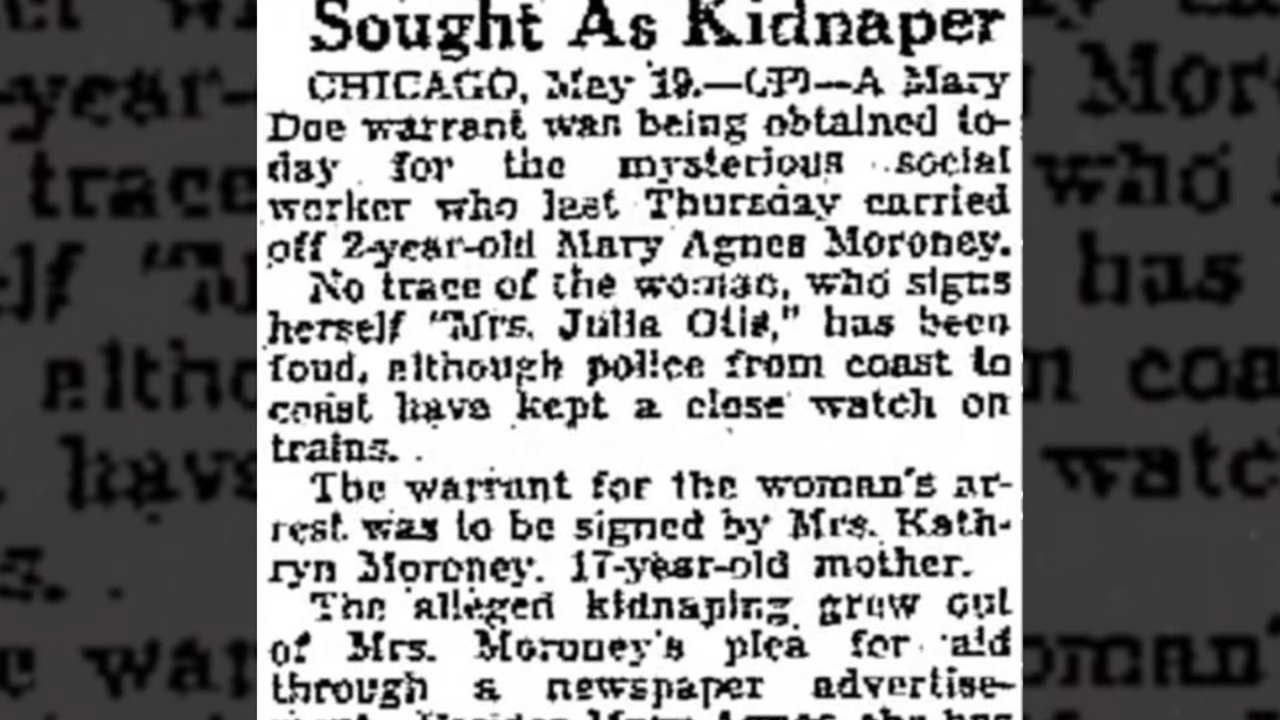 Sought As Kidnaper
CHICAGO, May 19.—(JP)—A Mary
Doe warrant was being obtained to-
day for the mysterious social
worker who last Thursday carried
off 2-year-old Mary Agnes Moroney.
No trace of the woman, who signs
herself "Mrs. Julia Otis," has been
foud, although police from coast to
coast have kept a close watch on
trains.
The warrant for the woman's ar-
rest was to be signed by Mrs. Kath-
ryn Moroney, 17-year-old mother.
The alleged kidnaping grew out
of Mrs. Moroney's plea for aid
through a newspaper advertise-